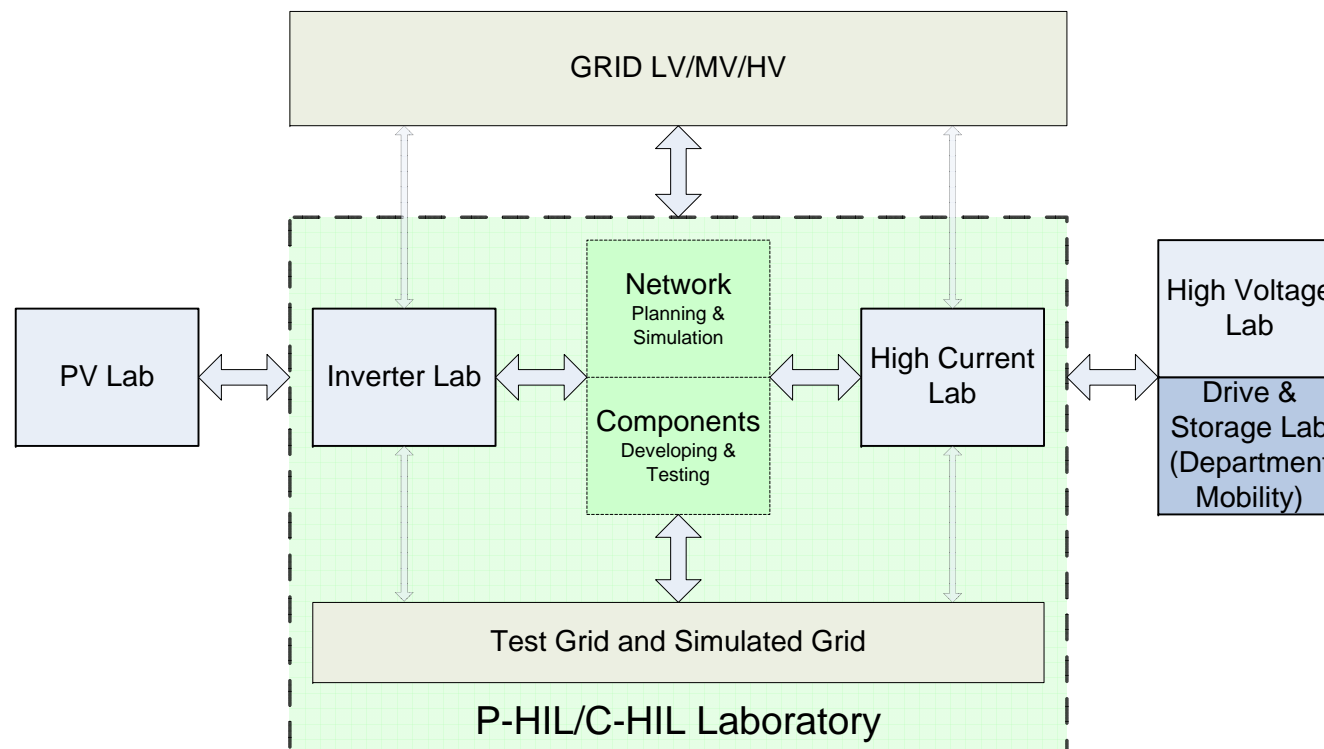 GRID LV/MV/HV
Network
Planning &
Simulation
High Voltage
Lab
PV Lab
Inverter Lab
High Current
Lab
Components
Developing &
Testing
Drive &
Storage Lab
(Department
Mobility)
Test Grid and Simulated Grid
P-HIL/C-HIL Laboratory